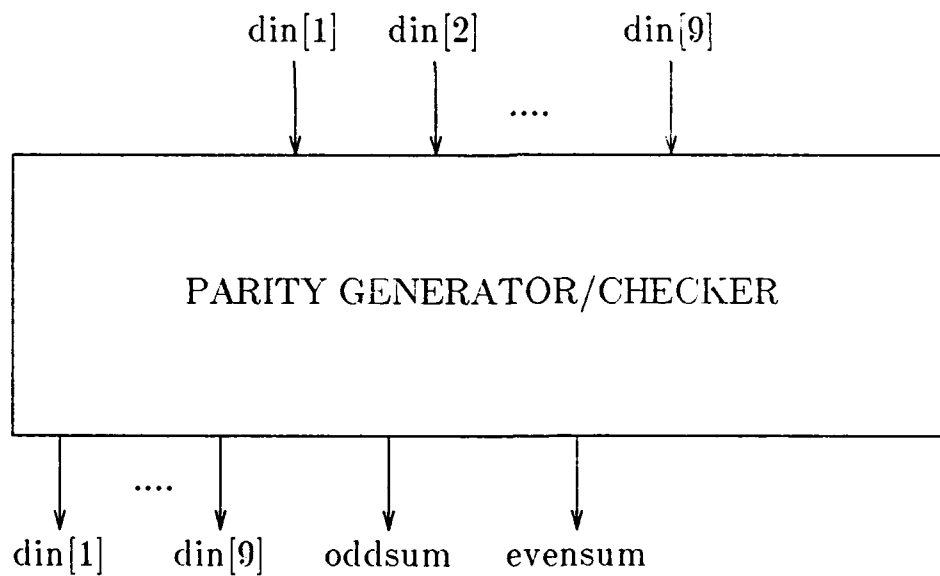 din[1] din[2] din[9]
....
PARITY GENERATOR/CHECKER
....
din[1] din[9] oddsum evensum